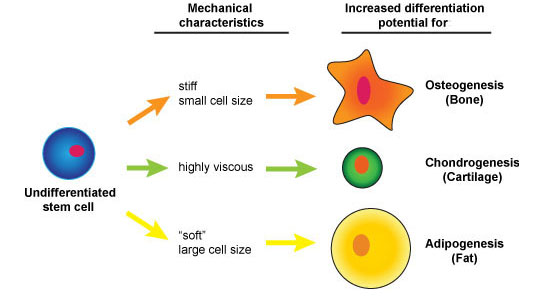 Mechanical
characteristics
Increased differentiation
potential for
stiff
small cell size
Osteogenesis
(Bone)
Undifferentiated
stem cell
highly viscous
Chondrogenesis
(Cartilage)
“soft”
large cell size
Adipogenesis
(Fat)